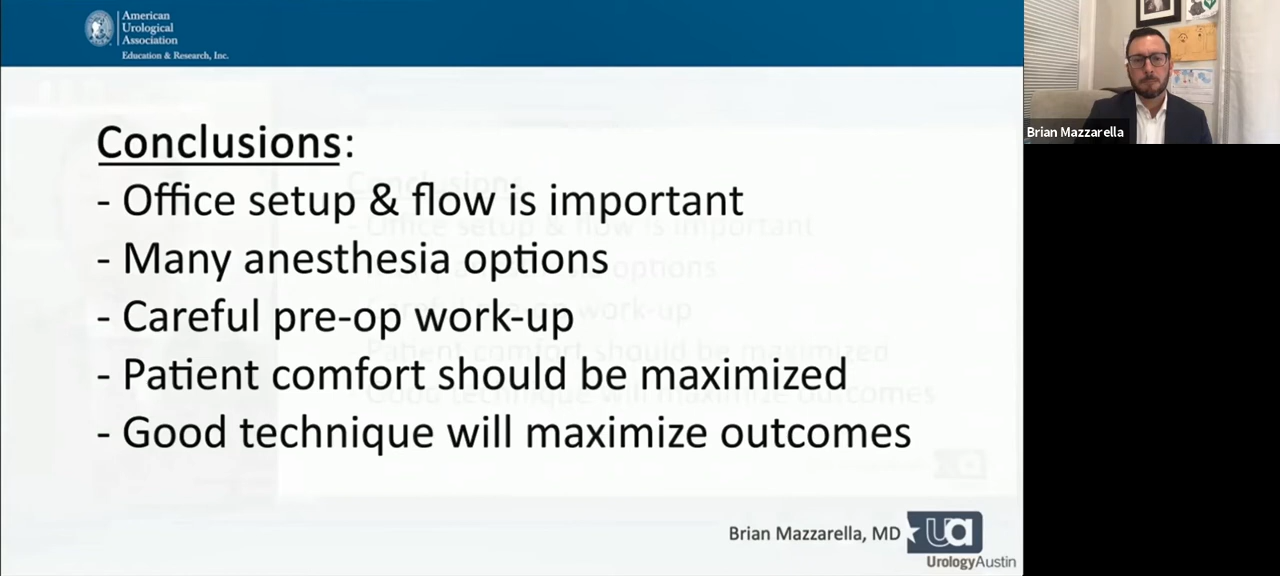 American
Urological
Association
Education & Research, Inc.
Conclusions:
- Office setup & flow is important
- Many anesthesia options
- Careful pre-op work-up
- Patient comfort should be maximized
- Good technique will maximize outcomes
Brian Mazzarella, MD
ua
UrologyAustin
Brian Mazzarella